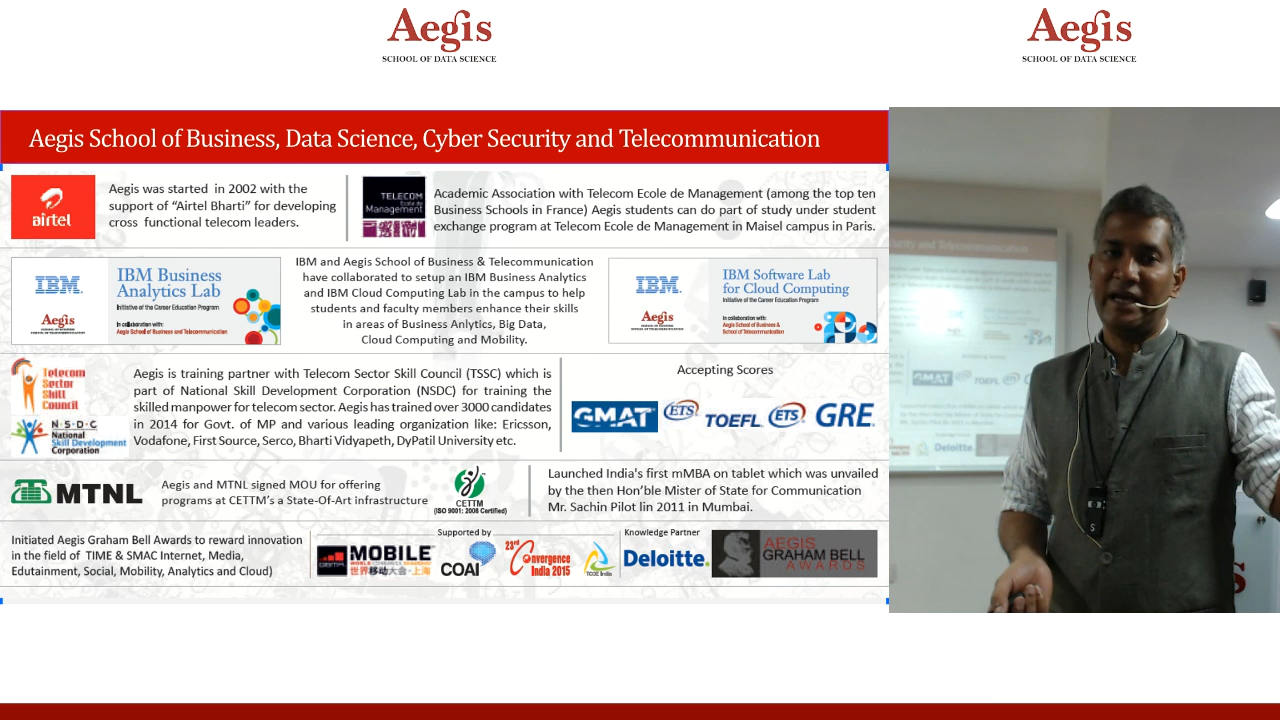 Aegis
SCHOOL OF DATA SCIENCE
Aegis
SCHOOL OF DATA SCIENCE
Aegis School of Business, Data Science, Cyber Security and Telecommunication
airtel
Aegis was started in 2002 with the
support of “Airtel Bharti” for developing
cross functional telecom leaders.
TELECOM
École de
Management
Academic Association with Telecom Ecole de Management (among the top ten
Business Schools in France) Aegis students can do part of study under student
exchange program at Telecom Ecole de Management in Maisel campus in Paris.
IBM
IBM Business
Analytics Lab
Initiative of the Career Education Program
Aegis
In collaboration with:
Aegis School of Business and Telecommunication
IBM and Aegis School of Business & Telecommunication
have collaborated to setup an IBM Business Analytics
and IBM Cloud Computing Lab in the campus to help
students and faculty members enhance their skills
in areas of Business Anlytics, Big Data,
Cloud Computing and Mobility.
IBM
IBM Software Lab
for Cloud Computing
Initiative of the Career Education Program
Aegis
In collaboration with:
Aegis School of Business &
School of Telecommunication
Telecom
Sector
Skill
Council
N·S·D·C
National
Skill Development
Corporation
Aegis is training partner with Telecom Sector Skill Council (TSSC) which is
part of National Skill Development Corporation (NSDC) for training the
skilled manpower for telecom sector. Aegis has trained over 3000 candidates
in 2014 for Govt. of MP and various leading organization like: Ericsson,
Vodafone, First Source, Serco, Bharti Vidyapeth, DyPatil University etc.
Accepting Scores
GMAT ETS TOEFL ETS GRE
MTNL
Aegis and MTNL signed MOU for offering
programs at CETTM’s a State-Of-Art infrastructure
CETTM
(ISO 9001: 2008 Certified)
Launched India's first mMBA on tablet which was unvailed
by the then Hon’ble Mister of State for Communication
Mr. Sachin Pilot lin 2011 in Mumbai.
Initiated Aegis Graham Bell Awards to reward innovation
in the field of TIME & SMAC Internet, Media,
Edutainment, Social, Mobility, Analytics and Cloud)
Supported by
GSMA MOBILE
世界移动大会·上海
COAI
23rd Convergence
India 2015
TCOE India
Knowledge Partner
Deloitte.
AEGIS
GRAHAM BELL
AWARDS